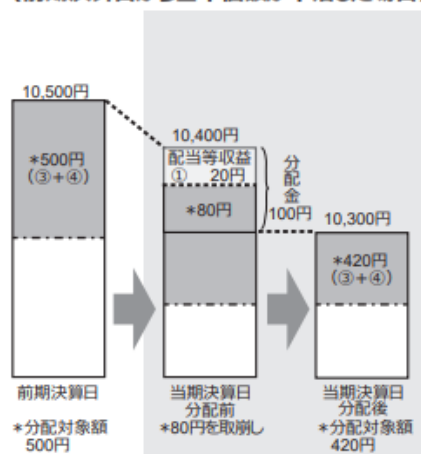 10,500円
*500円
(③+④)
前期決算日
*分配対象額
500円
10,400円
配当等収益
① 20円
*80円
分配金
100円
当期決算日
分配前
*80円を取崩し
10,300円
*420円
(③+④)
当期決算日
分配後
*分配対象額
420円